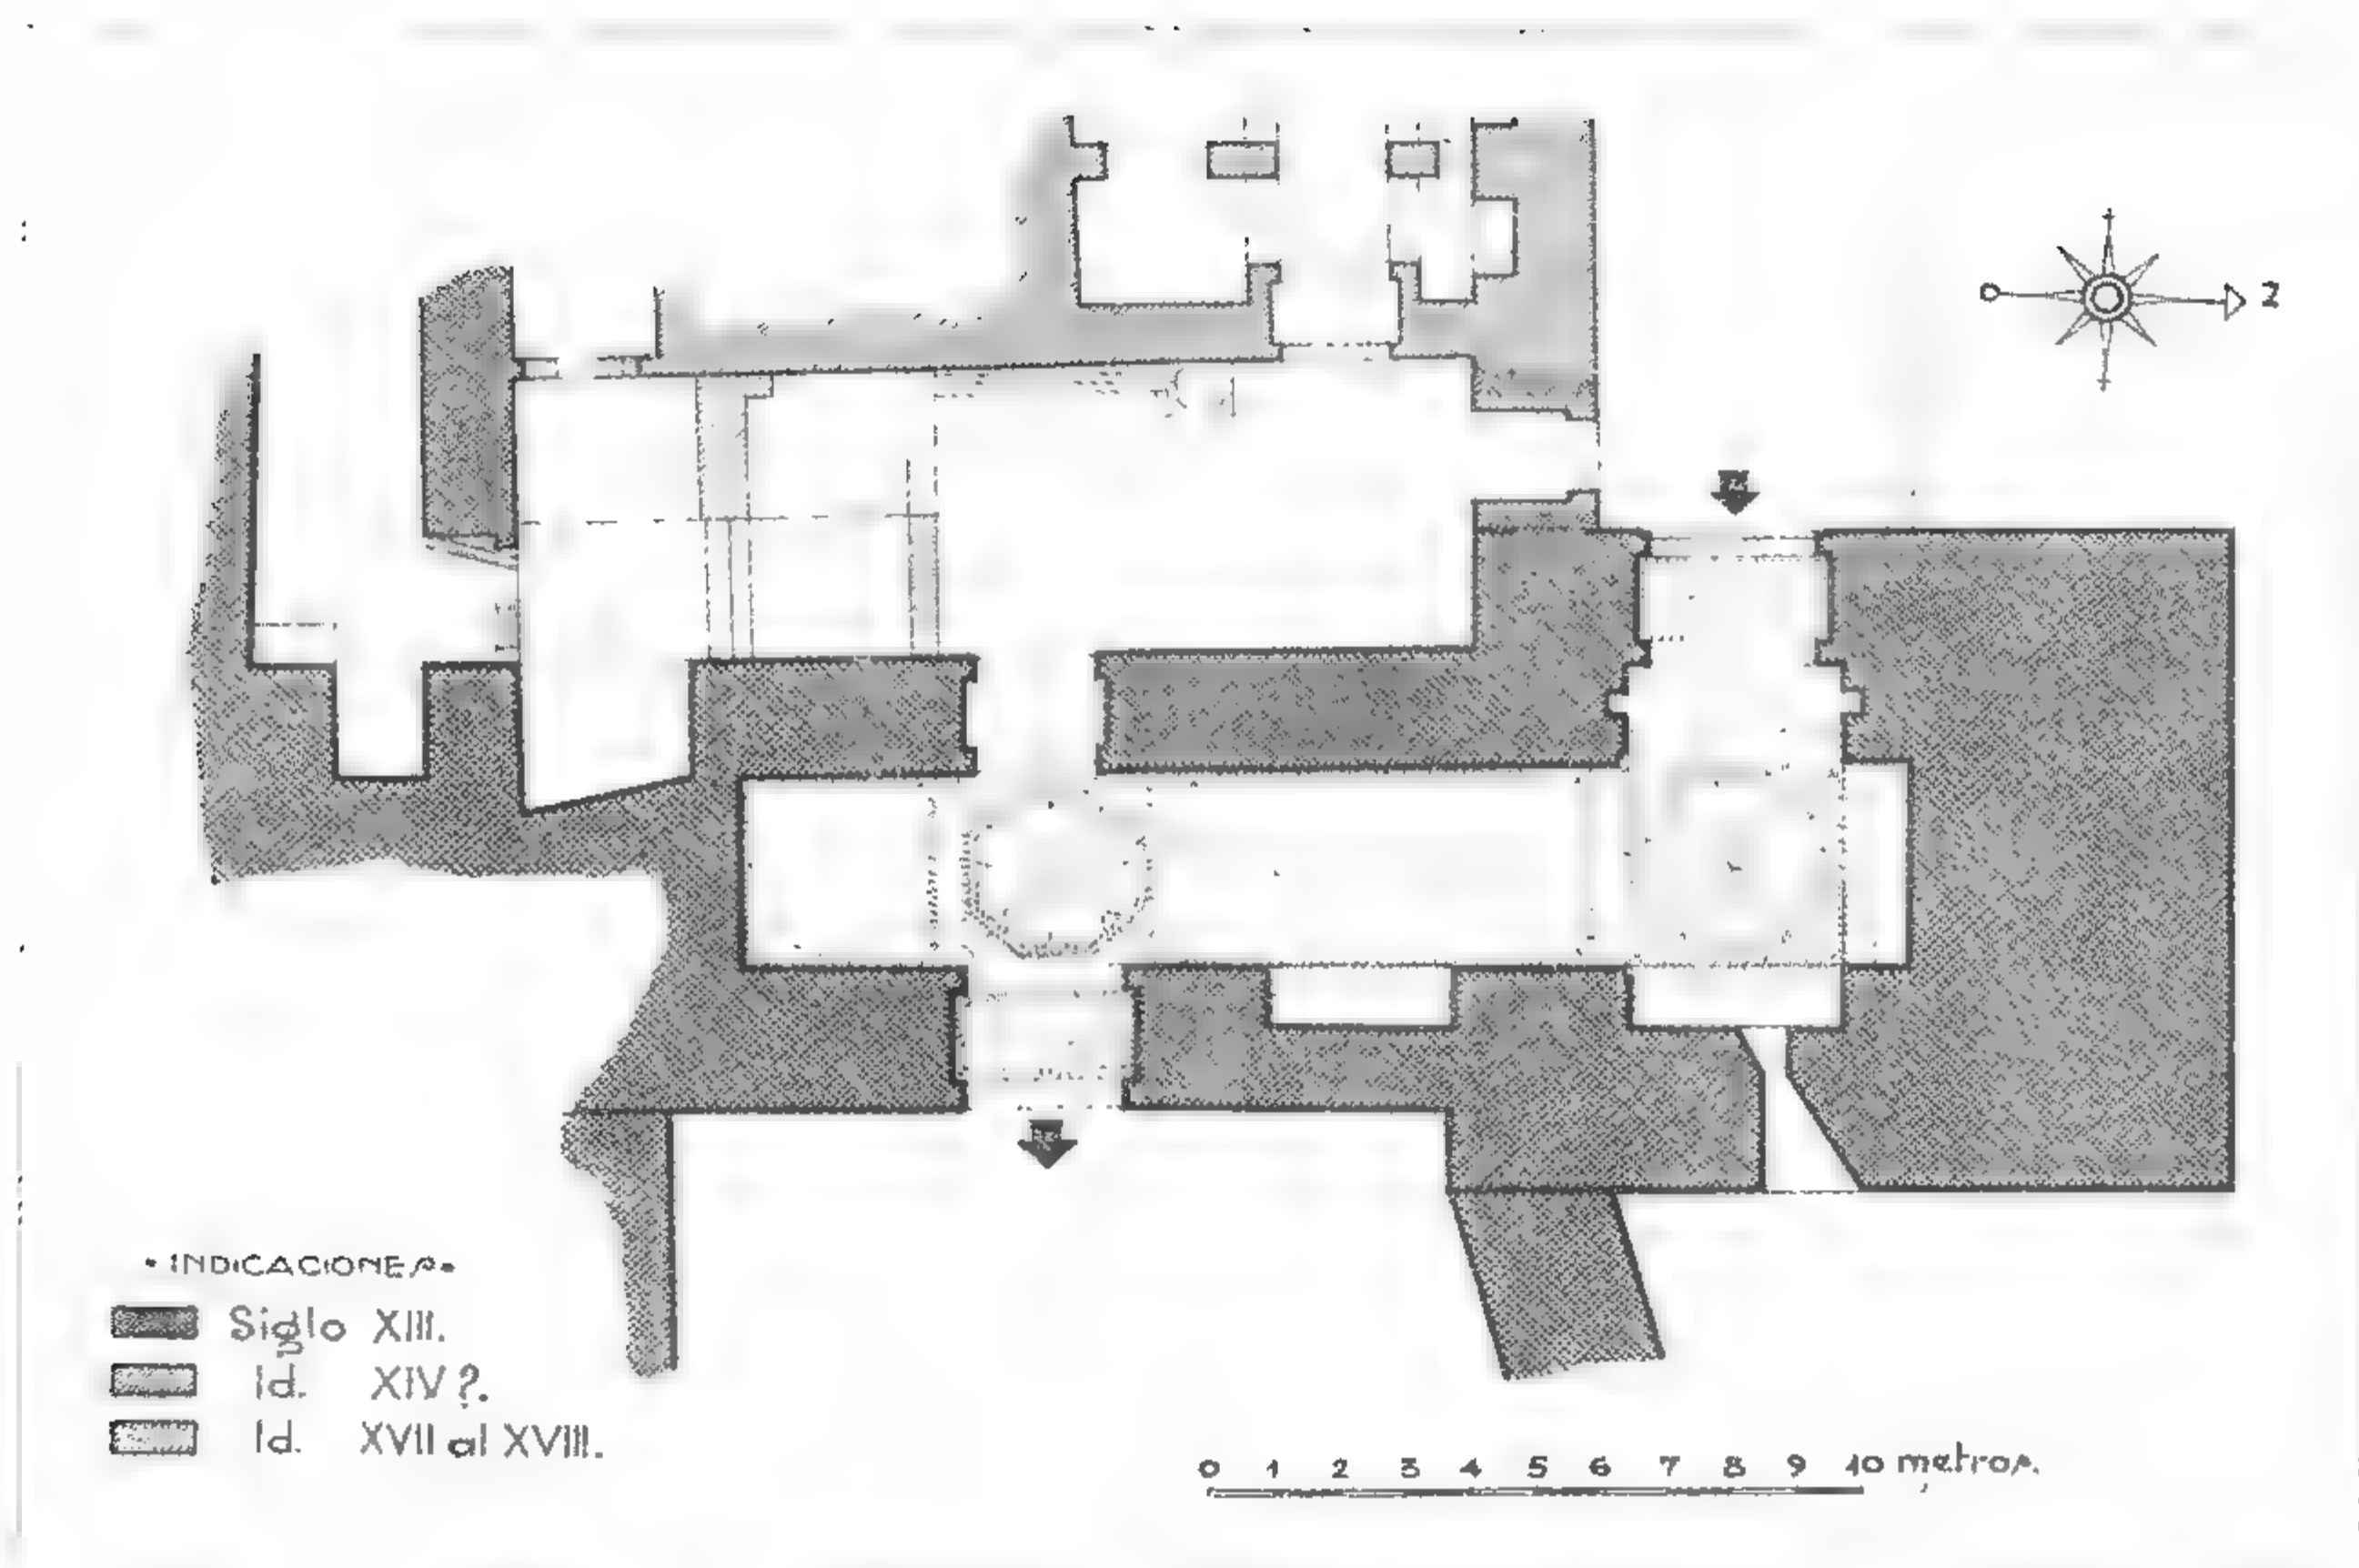 N
• INDICACIONES •
Siglo XIII.
Id. XIV ?.
Id. XVII al XVIII.
0 1 2 3 4 5 6 7 8 9 10 metros.